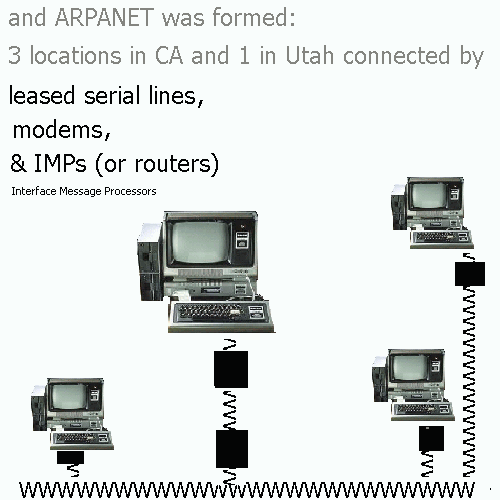 and ARPANET was formed:
3 locations in CA and 1 in Utah connected by
leased serial lines,
modems,
& IMPs (or routers)
Interface Message Processors